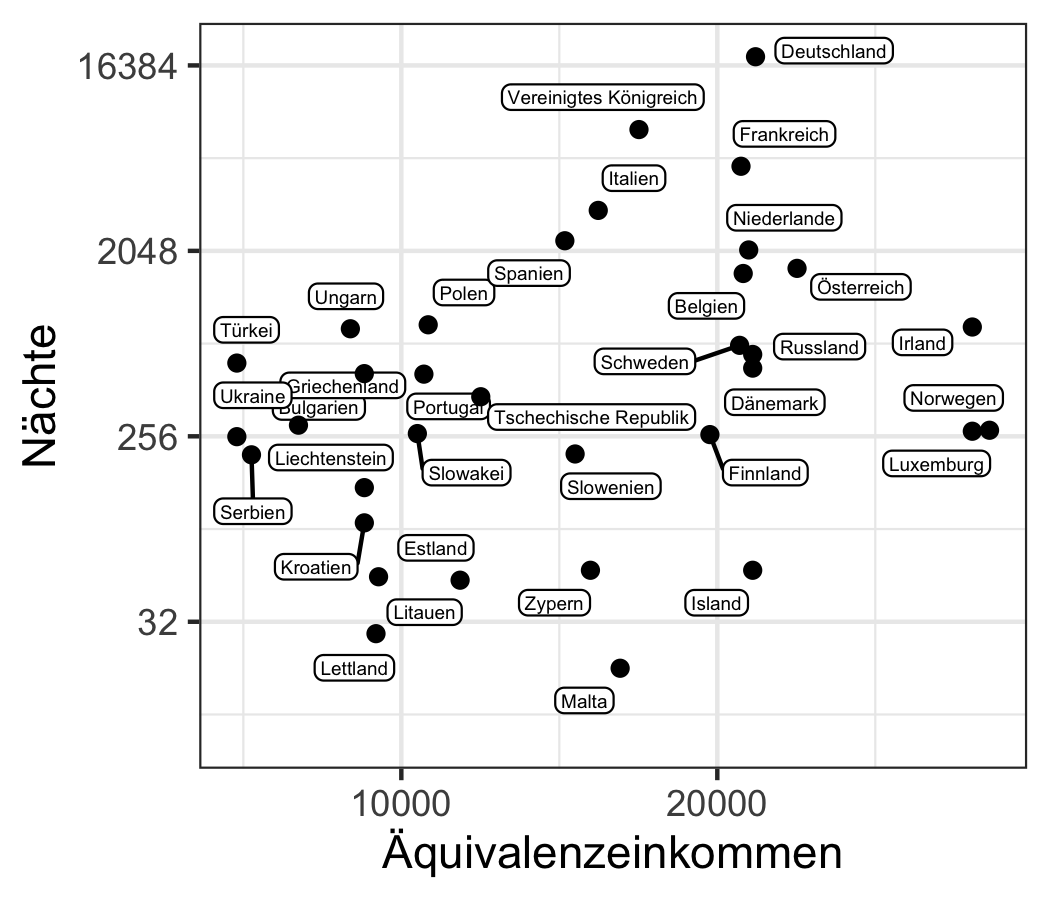 16384
2048
256
32
Nächte
Deutschland
Vereinigtes Königreich
Frankreich
Italien
Niederlande
Spanien
Österreich
Polen
Ungarn
Belgien
Türkei
Irland
Russland
Schweden
Griechenland
Ukraine
Norwegen
Bulgarien
Portugal
Dänemark
Tschechische Republik
Liechtenstein
Luxemburg
Slowakei
Finnland
Slowenien
Serbien
Estland
Kroatien
Zypern
Island
Litauen
Lettland
Malta
10000
20000
Äquivalenzeinkommen